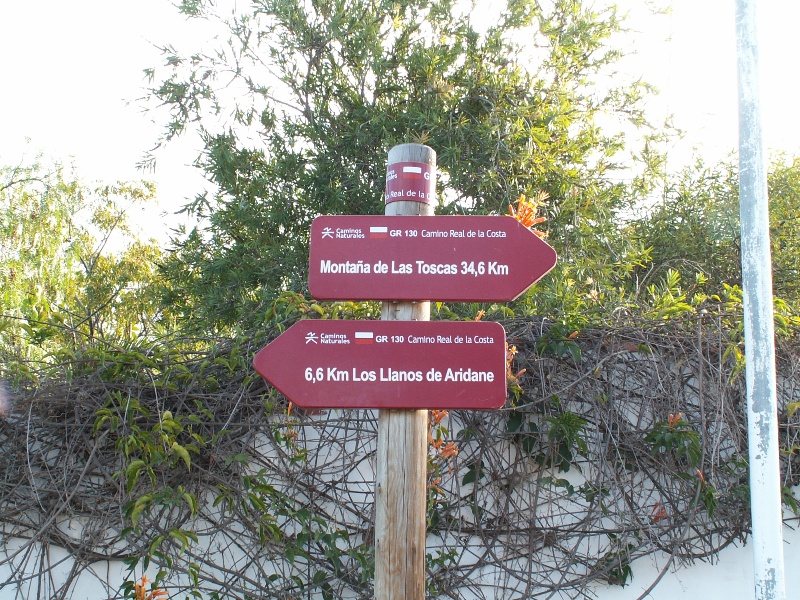 Real de la C
Caminos
Naturales
GR 130 Camino Real de la Costa
Montaña de Las Toscas 34,6 Km
Caminos
Naturales
GR 130 Camino Real de la Costa
6,6 Km Los Llanos de Aridane